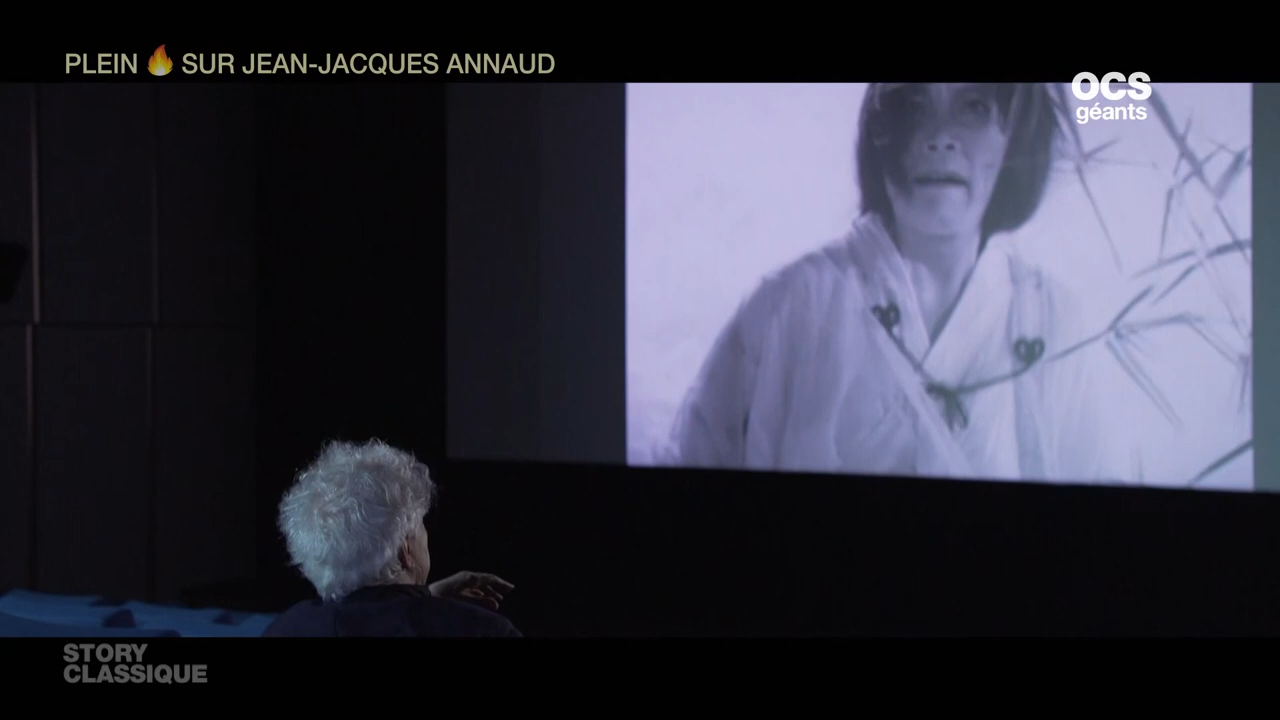 PLEIN 🔥 SUR JEAN-JACQUES ANNAUD
OCS
géants
STORY
CLASSIQUE